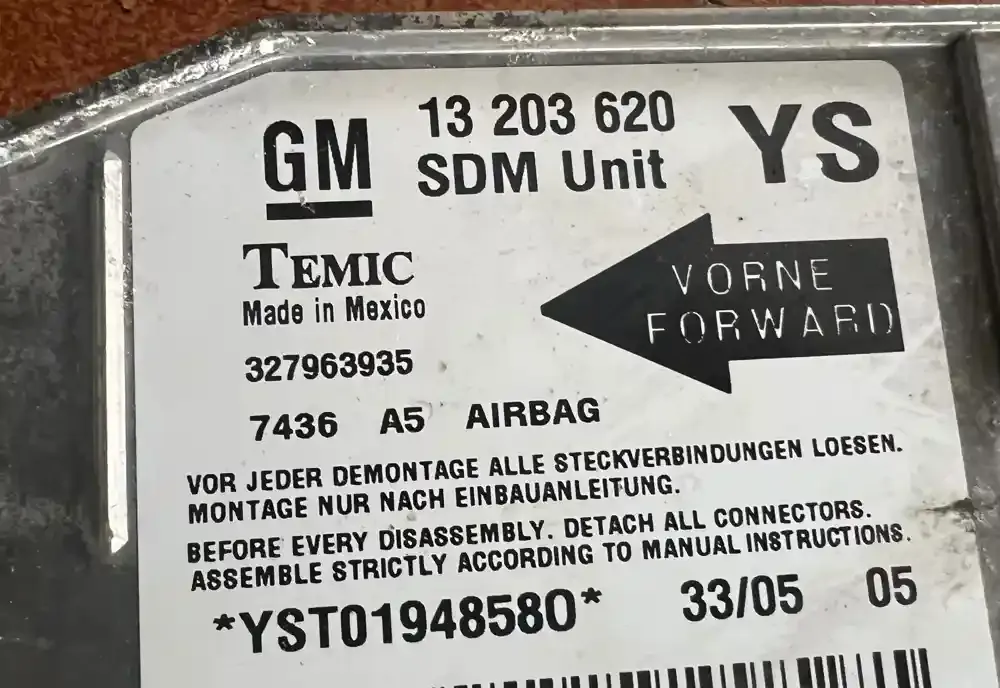 GM 13 203 620 YS
SDM Unit
TEMIC
Made in Mexico
VORNE
FORWARD
327963935
7436 A5 AIRBAG
VOR JEDER DEMONTAGE ALLE STECKVERBINDUNGEN LOESEN.
MONTAGE NUR NACH EINBAUANLEITUNG.
BEFORE EVERY DISASSEMBLY. DETACH ALL CONNECTORS.
ASSEMBLE STRICTLY ACCORDING TO MANUAL INSTRUCTIONS.
*YST01948580* 33/05 05